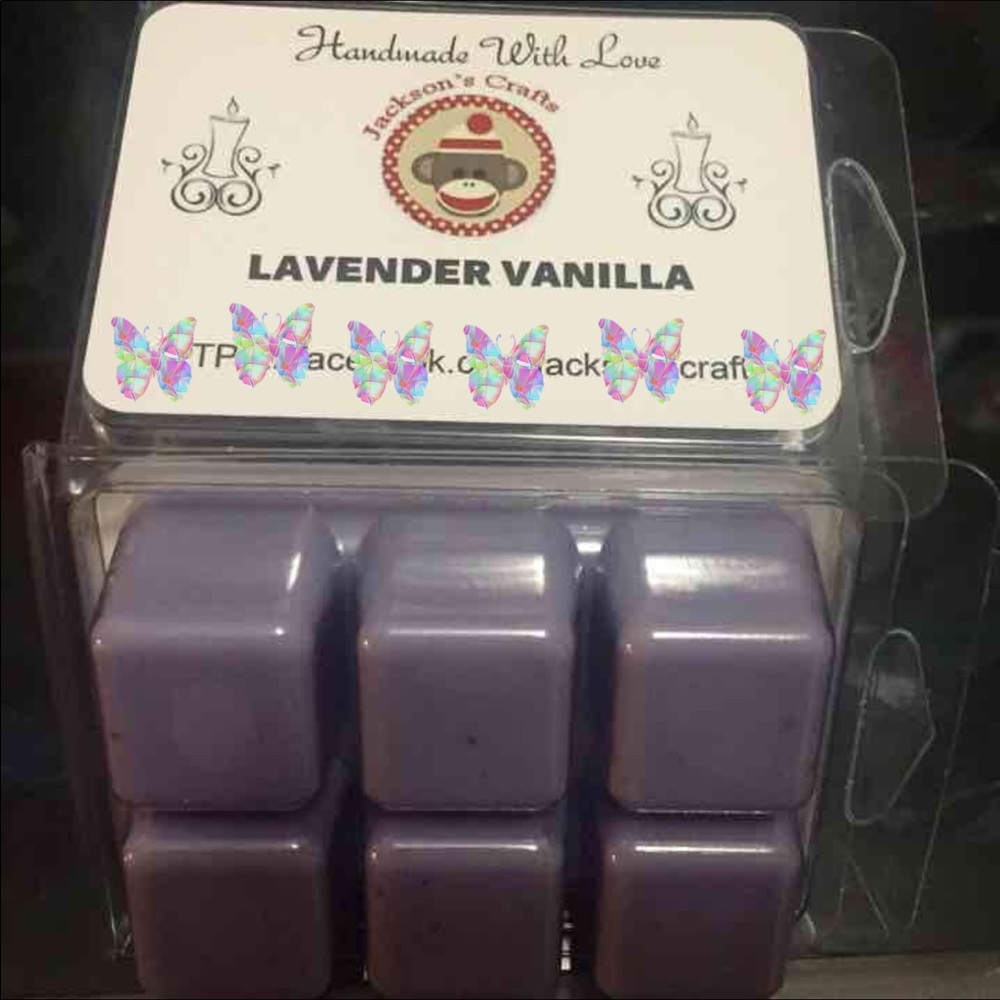 Handmade With Love
Jackson's Crafts
LAVENDER VANILLA